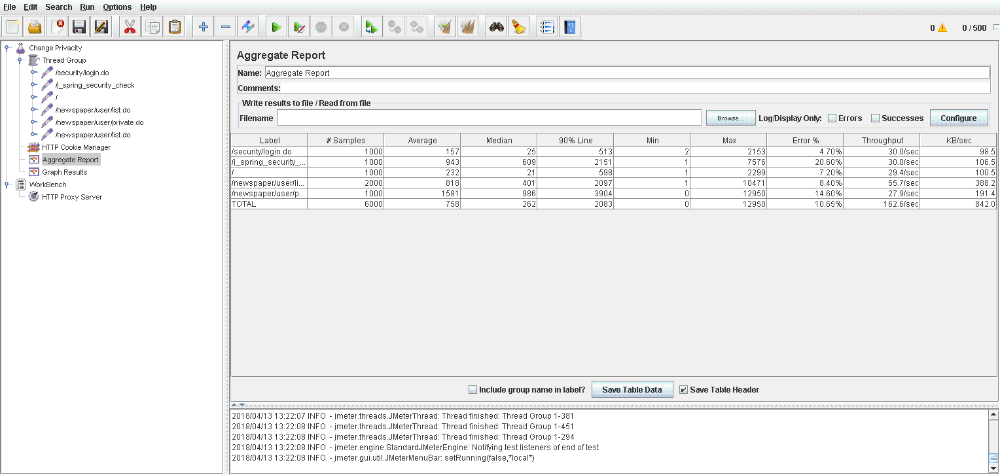 File Edit Search Run Options Help
0 0 / 500
Change Privacity
Thread Group
/security/login.do
/j_spring_security_check
/
/newspaper/user/list.do
/newspaper/user/private.do
/newspaper/user/list.do
HTTP Cookie Manager
Aggregate Report
Graph Results
WorkBench
HTTP Proxy Server
Aggregate Report
Name: Aggregate Report
Comments:
Write results to file / Read from file
Filename Browse... Log/Display Only: Errors Successes Configure
Label # Samples Average Median 90% Line Min Max Error % Throughput KB/sec
/security/login.do 1000 157 25 513 2 2153 4.70% 30.0/sec 98.5
/j_spring_security_... 1000 943 609 2151 1 7576 20.60% 30.0/sec 106.5
/ 1000 232 21 598 1 2299 7.20% 29.4/sec 100.5
/newspaper/user/li... 2000 818 401 2097 1 10471 8.40% 55.7/sec 388.2
/newspaper/user/p... 1000 1581 986 3904 0 12950 14.60% 27.9/sec 191.4
TOTAL 6000 758 262 2083 0 12950 10.65% 162.6/sec 842.0
Include group name in label? Save Table Data Save Table Header
2018/04/13 13:22:07 INFO - jmeter.threads.JMeterThread: Thread finished: Thread Group 1-381
2018/04/13 13:22:08 INFO - jmeter.threads.JMeterThread: Thread finished: Thread Group 1-451
2018/04/13 13:22:08 INFO - jmeter.threads.JMeterThread: Thread finished: Thread Group 1-294
2018/04/13 13:22:08 INFO - jmeter.engine.StandardJMeterEngine: Notifying test listeners of end of test
2018/04/13 13:22:08 INFO - jmeter.gui.util.JMeterMenuBar: setRunning(false,*local*)